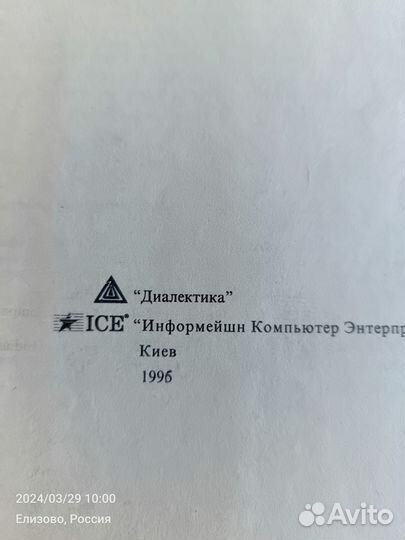 "Диалектика"
ICE® "Информейшн Компьютер Энтерпр
Киев
1996
2024/03/29 10:00
Елизово, Россия
Avito